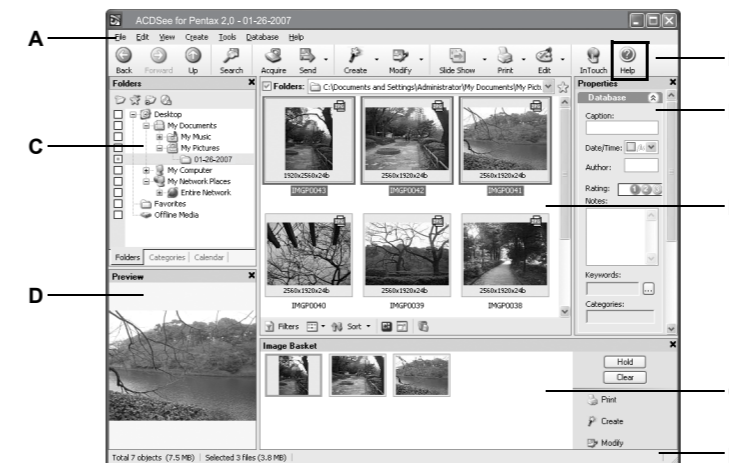 ACDSee for Pentax 2,0 - 01-26-2007
A
File Edit View Create Tools Database Help
Back Forward Up Search Acquire Send Create Modify Slide Show Print Edit InTouch Help
Folders
Folders: C:\Documents and Settings\Administrator\My Documents\My Pictu
Properties
Database
Caption:
Date/Time:
Author:
Rating: 1 2 3
Notes:
Keywords:
...
Categories:
C
Desktop
My Documents
My Music
My Pictures
01-26-2007
My Computer
My Network Places
Entire Network
Favorites
Offline Media
Folders Categories Calendar
1920x2560x24b 2560x1920x24b 2560x1920x24b
IMGP0043 IMGP0042 IMGP0041
2560x1920x24b 2560x1920x24b 2560x1920x24b
IMGP0040 IMGP0039 IMGP0038
Filters Sort
D
Preview
Image Basket
Hold
Clear
Print
Create
Modify
Total 7 objects (7.5 MB) Selected 3 files (3.8 MB)